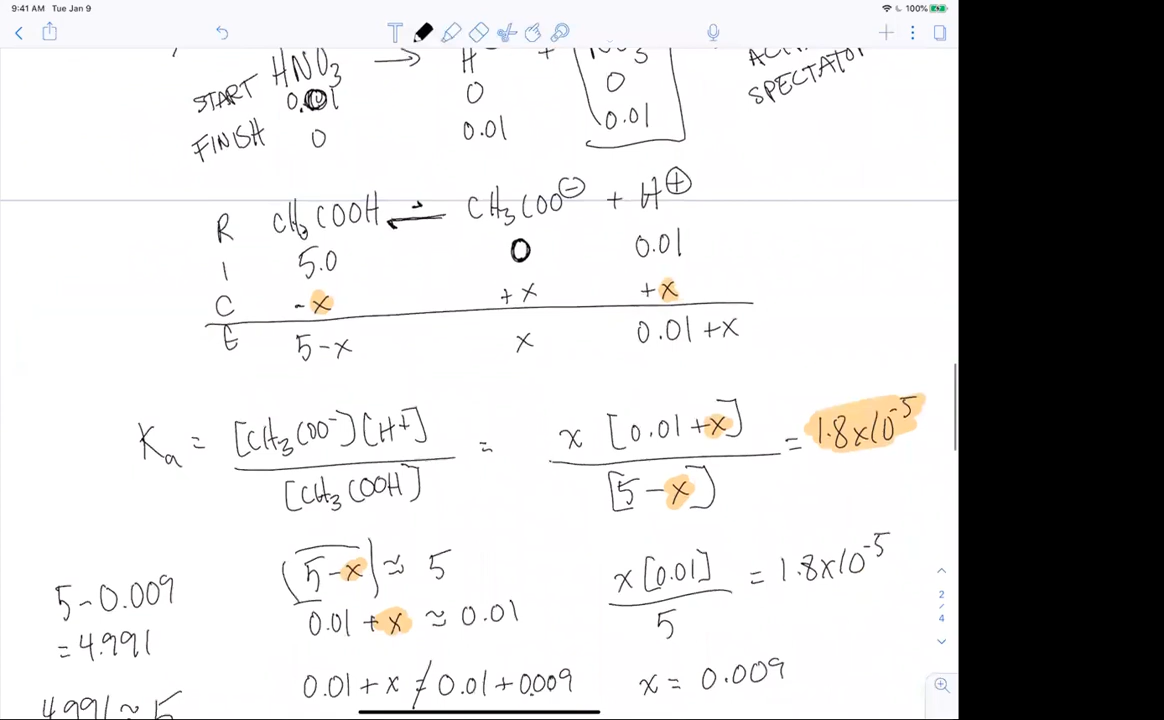 9:41 AM Tue Jan 9
100%
T
HNO3 → H + NO3
START 0.01 0 0
SPECTATOR
FINISH 0 0.01 0.01
R CH3COOH ⇌ CH3COO⊖ + H⊕
I 5.0 0 0.01
C -x +x +x
E 5-x x 0.01+x
Ka = [CH3COO-][H+] / [CH3COOH] = x [0.01+x] / [5-x] = 1.8x10^-5
(5-x) ≈ 5
x[0.01] / 5 = 1.8x10^-5
5-0.009
0.01 + x ≈ 0.01
=4.991
0.01+x ≠ 0.01+0.009
x = 0.009
4.991 ≈ 5
2
/
4